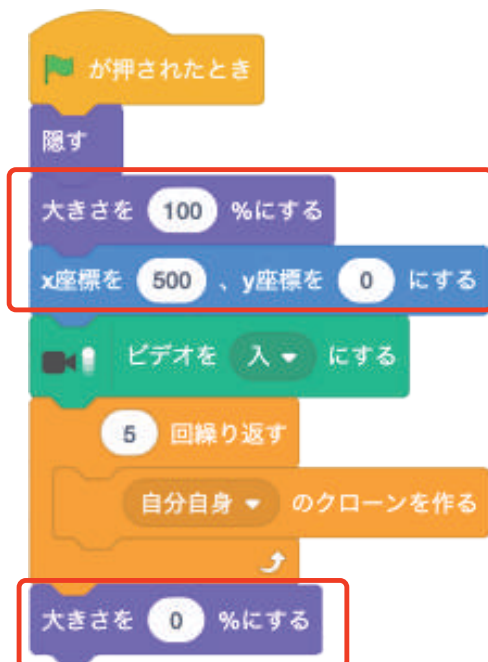 が押されたとき
隠す
大きさを 100 %にする
x座標を 500 、y座標を 0 にする
ビデオを 入 にする
5 回繰り返す
自分自身 のクローンを作る
大きさを 0 %にする